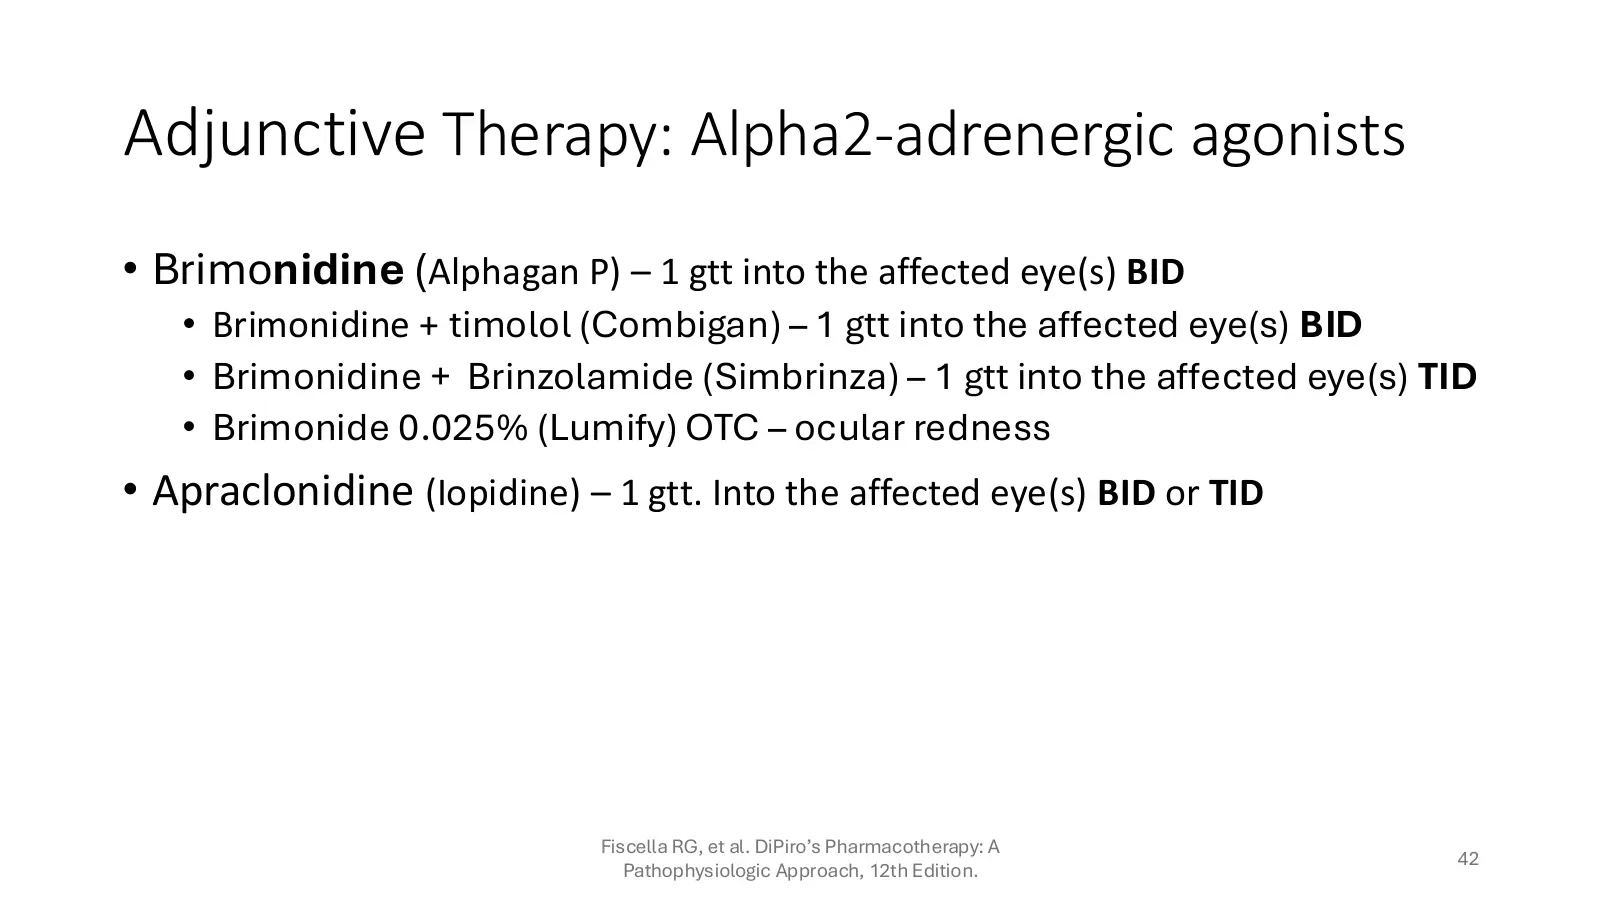 Adjunctive Therapy: Alpha2-adrenergic agonists
• Brimonidine (Alphagan P) – 1 gtt into the affected eye(s) BID
• Brimonidine + timolol (Combigan) – 1 gtt into the affected eye(s) BID
• Brimonidine +  Brinzolamide (Simbrinza) – 1 gtt into the affected eye(s) TID
• Brimonide 0.025% (Lumify) OTC – ocular redness
• Apraclonidine (Iopidine) – 1 gtt. Into the affected eye(s) BID or TID
Fiscella RG, et al. DiPiro’s Pharmacotherapy: A
Pathophysiologic Approach, 12th Edition.
42